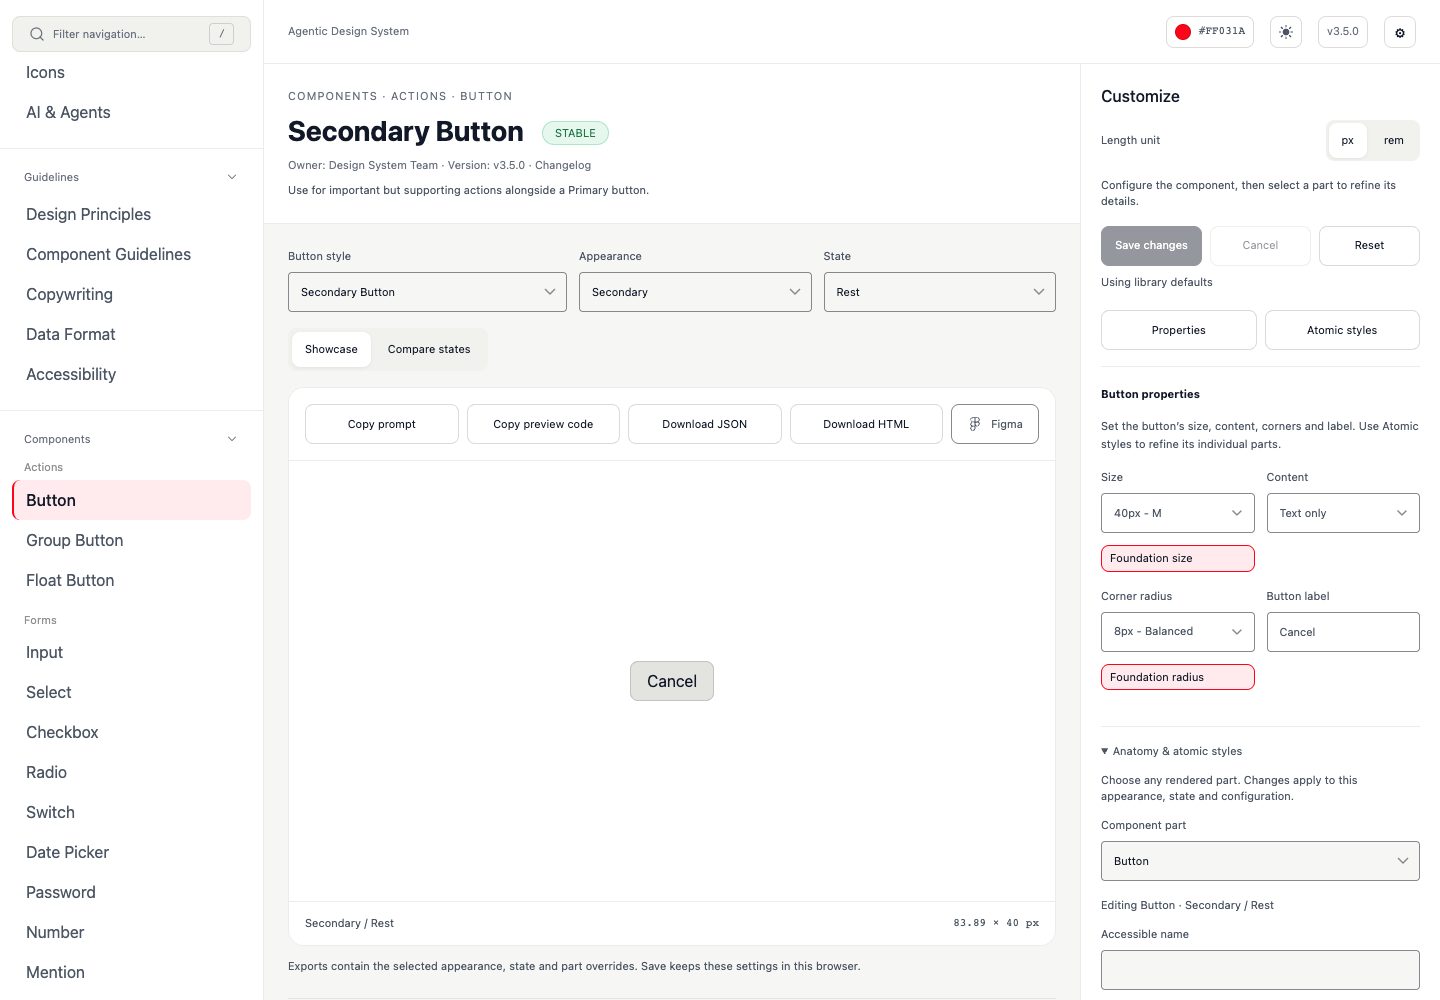 Filter navigation...
/
Icons
AI & Agents
Guidelines
Design Principles
Component Guidelines
Copywriting
Data Format
Accessibility
Components
Actions
Button
Group Button
Float Button
Forms
Input
Select
Checkbox
Radio
Switch
Date Picker
Password
Number
Mention
Agentic Design System
#FF031A
v3.5.0
COMPONENTS · ACTIONS · BUTTON
Secondary Button
STABLE
Owner: Design System Team · Version: v3.5.0 · Changelog
Use for important but supporting actions alongside a Primary button.
Button style
Appearance
State
Secondary Button
Secondary
Rest
Showcase
Compare states
Copy prompt
Copy preview code
Download JSON
Download HTML
Figma
Cancel
Secondary / Rest
83.89 × 40 px
Exports contain the selected appearance, state and part overrides. Save keeps these settings in this browser.
Customize
Length unit
px
rem
Configure the component, then select a part to refine its
details.
Save changes
Cancel
Reset
Using library defaults
Properties
Atomic styles
Button properties
Set the button's size, content, corners and label. Use Atomic
styles to refine its individual parts.
Size
Content
40px - M
Text only
Foundation size
Corner radius
Button label
8px - Balanced
Cancel
Foundation radius
▼ Anatomy & atomic styles
Choose any rendered part. Changes apply to this
appearance, state and configuration.
Component part
Button
Editing Button · Secondary / Rest
Accessible name